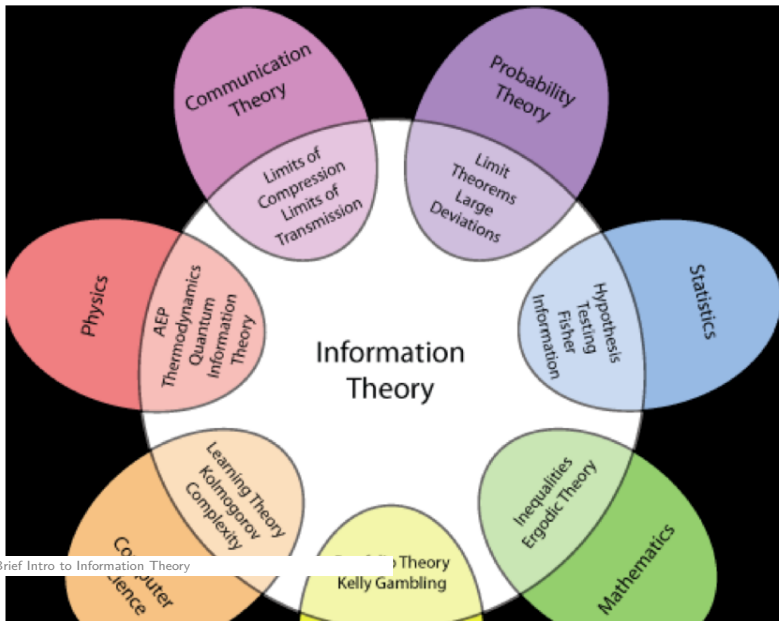 Communication
Theory
Limits of
Compression
Limits of
Transmission
Probability
Theory
Limit
Theorems
Large
Deviations
Physics
AEP
Thermodynamics
Quantum
Information
Theory
Statistics
Hypothesis
Testing
Fisher
Information
Information
Theory
Learning Theory
Kolmogorov
Complexity
Inequalities
Ergodic Theory
Mathematics
Theory
Kelly Gambling
Brief Intro to Information Theory